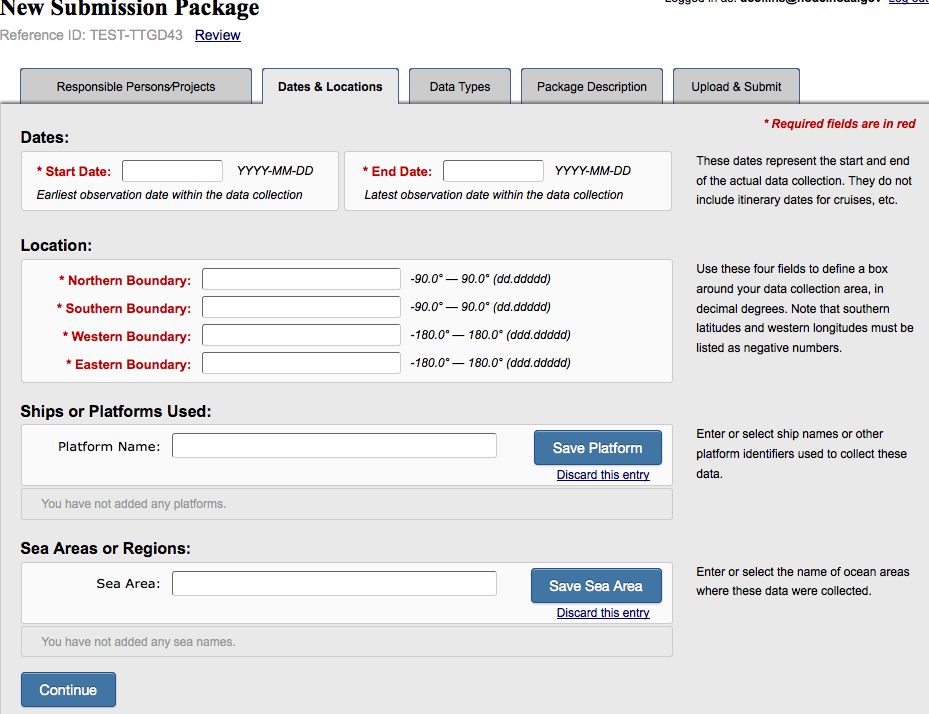 New Submission Package
Logged in as:
Reference ID: TEST-TTGD43 Review
Responsible Persons/Projects
Dates & Locations
Data Types
Package Description
Upload & Submit
* Required fields are in red
Dates:
* Start Date: YYYY-MM-DD
Earliest observation date within the data collection
* End Date: YYYY-MM-DD
Latest observation date within the data collection
These dates represent the start and end
of the actual data collection. They do not
include itinerary dates for cruises, etc.
Location:
* Northern Boundary: -90.0° — 90.0° (dd.ddddd)
* Southern Boundary: -90.0° — 90.0° (dd.ddddd)
* Western Boundary: -180.0° — 180.0° (ddd.ddddd)
* Eastern Boundary: -180.0° — 180.0° (ddd.ddddd)
Use these four fields to define a box
around your data collection area, in
decimal degrees. Note that southern
latitudes and western longitudes must be
listed as negative numbers.
Ships or Platforms Used:
Platform Name:
Save Platform
Discard this entry
You have not added any platforms.
Enter or select ship names or other
platform identifiers used to collect these
data.
Sea Areas or Regions:
Sea Area:
Save Sea Area
Discard this entry
You have not added any sea names.
Enter or select the name of ocean areas
where these data were collected.
Continue